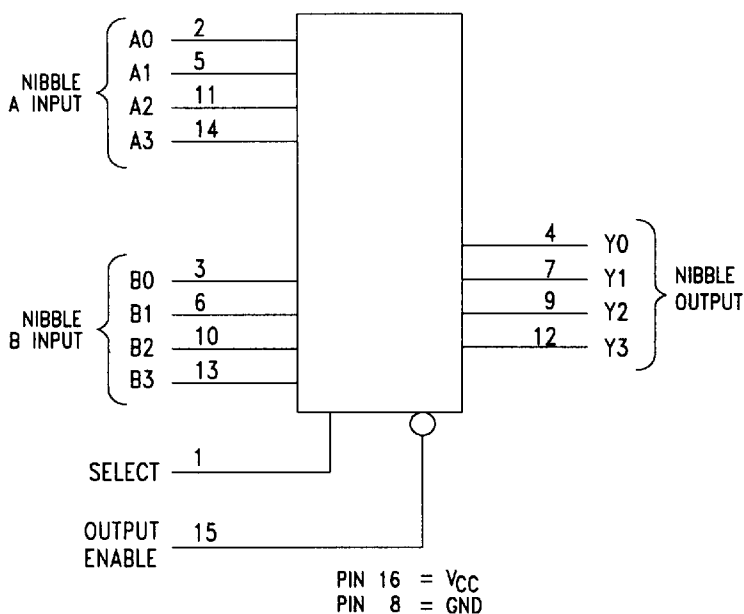 NIBBLE
A INPUT
A0 2
A1 5
A2 11
A3 14
NIBBLE
B INPUT
B0 3
B1 6
B2 10
B3 13
4 Y0
7 Y1
9 Y2
12 Y3
NIBBLE
OUTPUT
SELECT 1
OUTPUT
ENABLE 15
PIN 16 = VCC
PIN 8 = GND